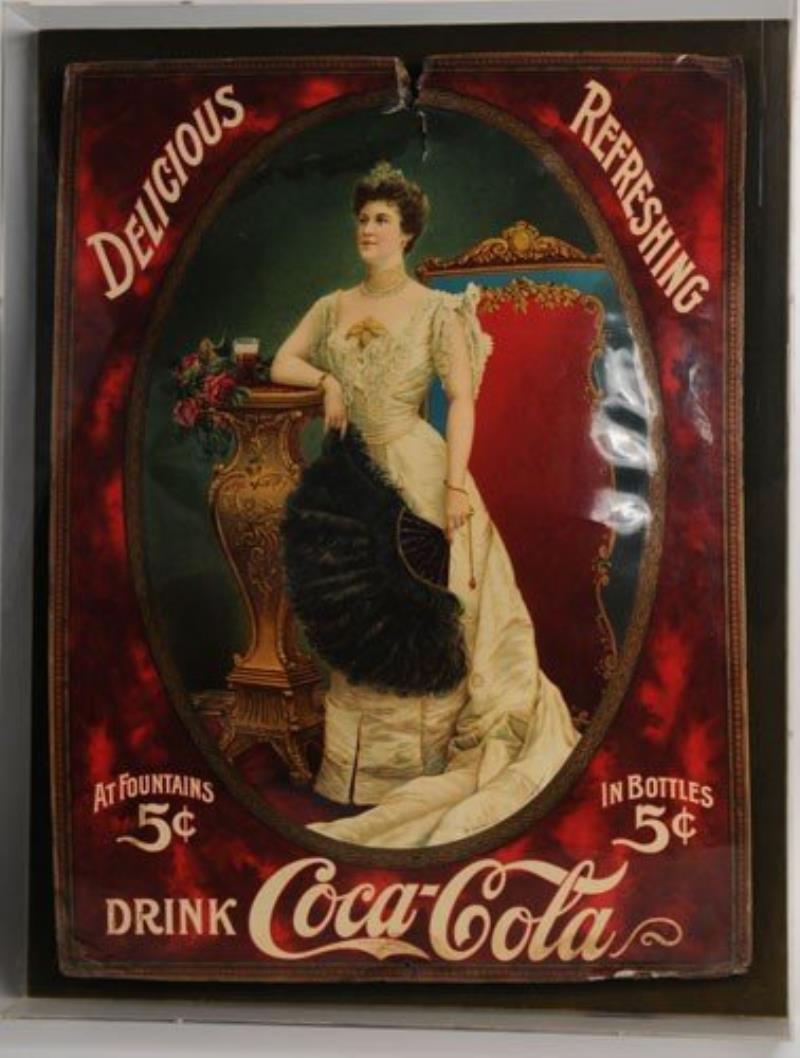 DELICIOUS
REFRESHING
AT FOUNTAINS
5¢
IN BOTTLES
5¢
DRINK Coca-Cola